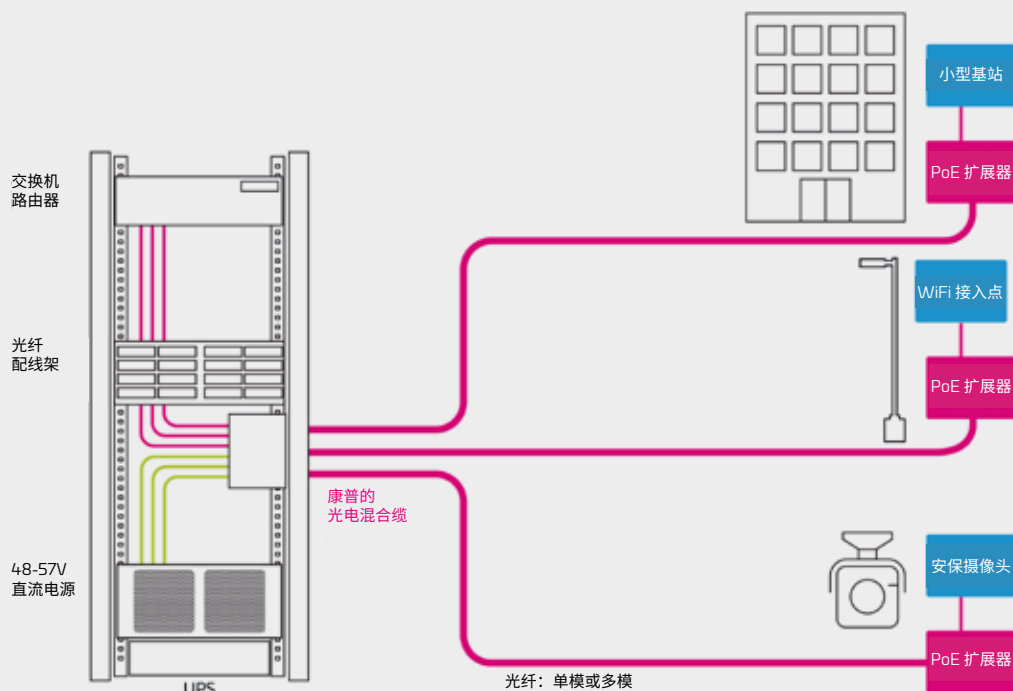 小型基站
PoE 扩展器
交换机
路由器
WiFi 接入点
光纤
配线架
PoE 扩展器
康普的
光电混合缆
48-57V
直流电源
安保摄像头
PoE 扩展器
光纤：单模或多模
UPS